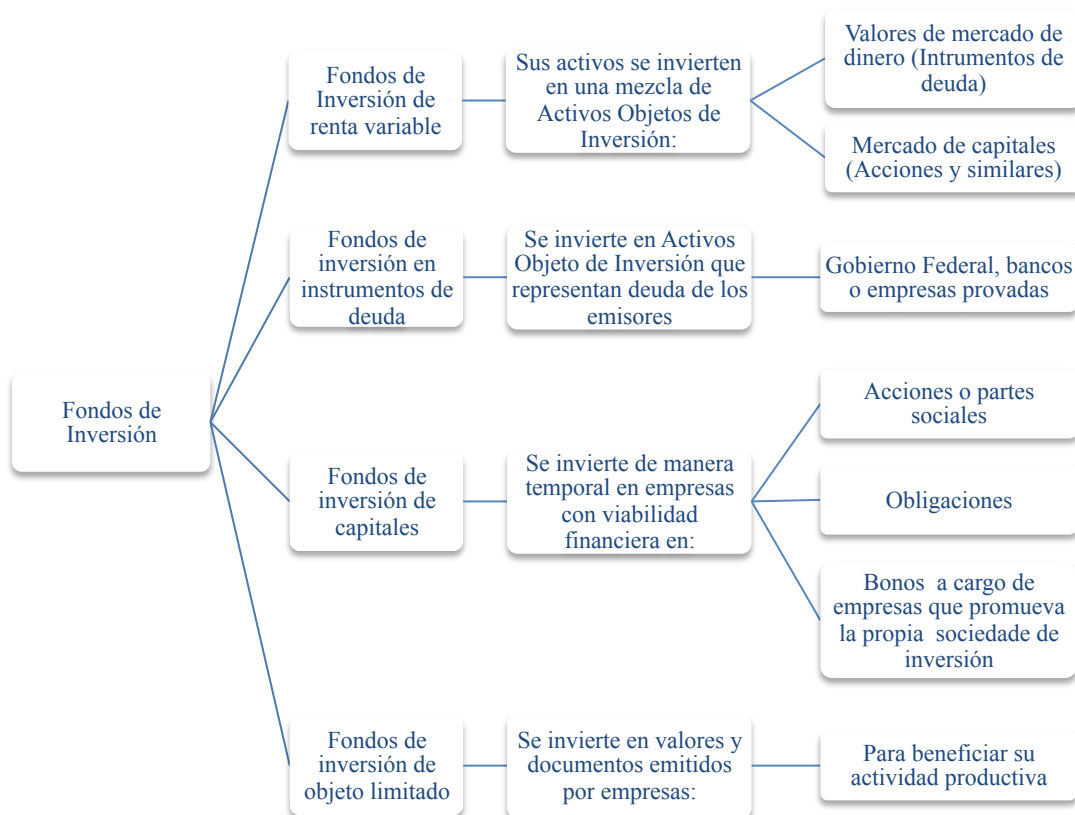 Fondos de
Inversión
Fondos de
Inversión de
renta variable
Sus activos se invierten
en una mezcla de
Activos Objetos de
Inversión:
Valores de mercado de
dinero (Intrumentos de
deuda)
Mercado de capitales
(Acciones y similares)
Fondos de
inversión en
instrumentos de
deuda
Se invierte en Activos
Objeto de Inversión que
representan deuda de los
emisores
Gobierno Federal, bancos
o empresas provadas
Fondos de
inversión de
capitales
Se invierte de manera
temporal en empresas
con viabilidad
financiera en:
Acciones o partes
sociales
Obligaciones
Bonos a cargo de
empresas que promueva
la propia sociedade de
inversión
Fondos de
inversión de
objeto limitado
Se invierte en valores y
documentos emitidos
por empresas:
Para beneficiar su
actividad productiva